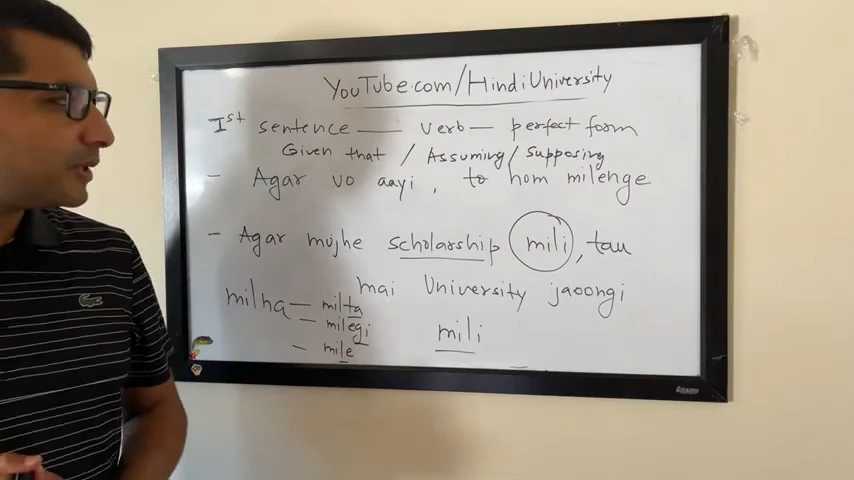 YouTube.com/HindiUniversity
Ist sentence — verb — perfect form
Given that / Assuming / Supposing
- Agar vo aayi, to hom milenge
- Agar mujhe scholarship mili, tau
mai University jaoongi
milna — milta
- milegi
- mile
mili